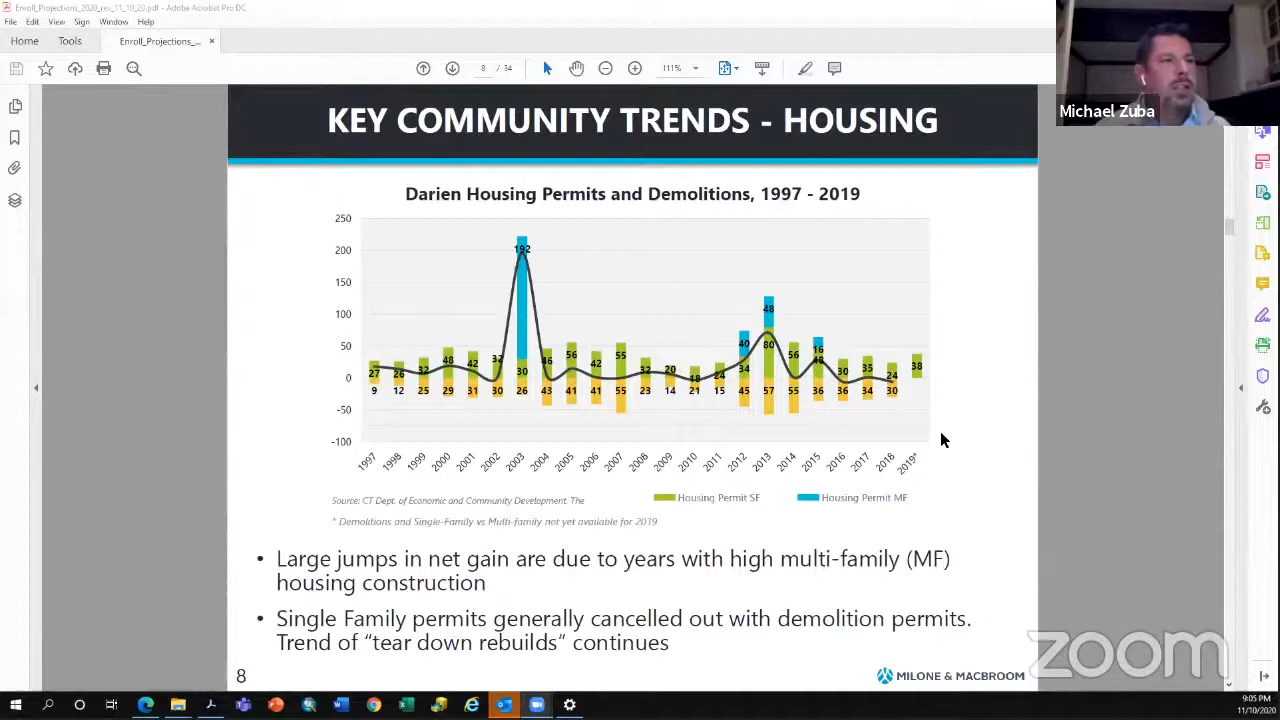 Enroll_Projections_2020_rev_11_10_20.pdf - Adobe Acrobat Pro DC
File Edit View Sign Window Help
Home Tools Enroll_Projections_... ×
8 / 34 111%
Michael Zuba
KEY COMMUNITY TRENDS - HOUSING
Darien Housing Permits and Demolitions, 1997 - 2019
250
200
150
100
50
0
-50
-100
192
48
40 80 16
27 26 32 48 42 32 30 46 56 42 55 32 20 18 24 34 56 48 30 35 24 38
9 12 25 29 31 30 26 43 41 41 55 23 14 21 15 45 57 55 36 36 34 30
1997 1998 1999 2000 2001 2002 2003 2004 2005 2006 2007 2008 2009 2010 2011 2012 2013 2014 2015 2016 2017 2018 2019*
Source: CT Dept. of Economic and Community Development. The
Housing Permit SF Housing Permit MF
* Demolitions and Single-Family vs Multi-family not yet available for 2019
• Large jumps in net gain are due to years with high multi-family (MF)
housing construction
• Single Family permits generally cancelled out with demolition permits.
Trend of “tear down rebuilds” continues
8
MILONE & MACBROOM
zoom
9:05 PM
11/10/2020